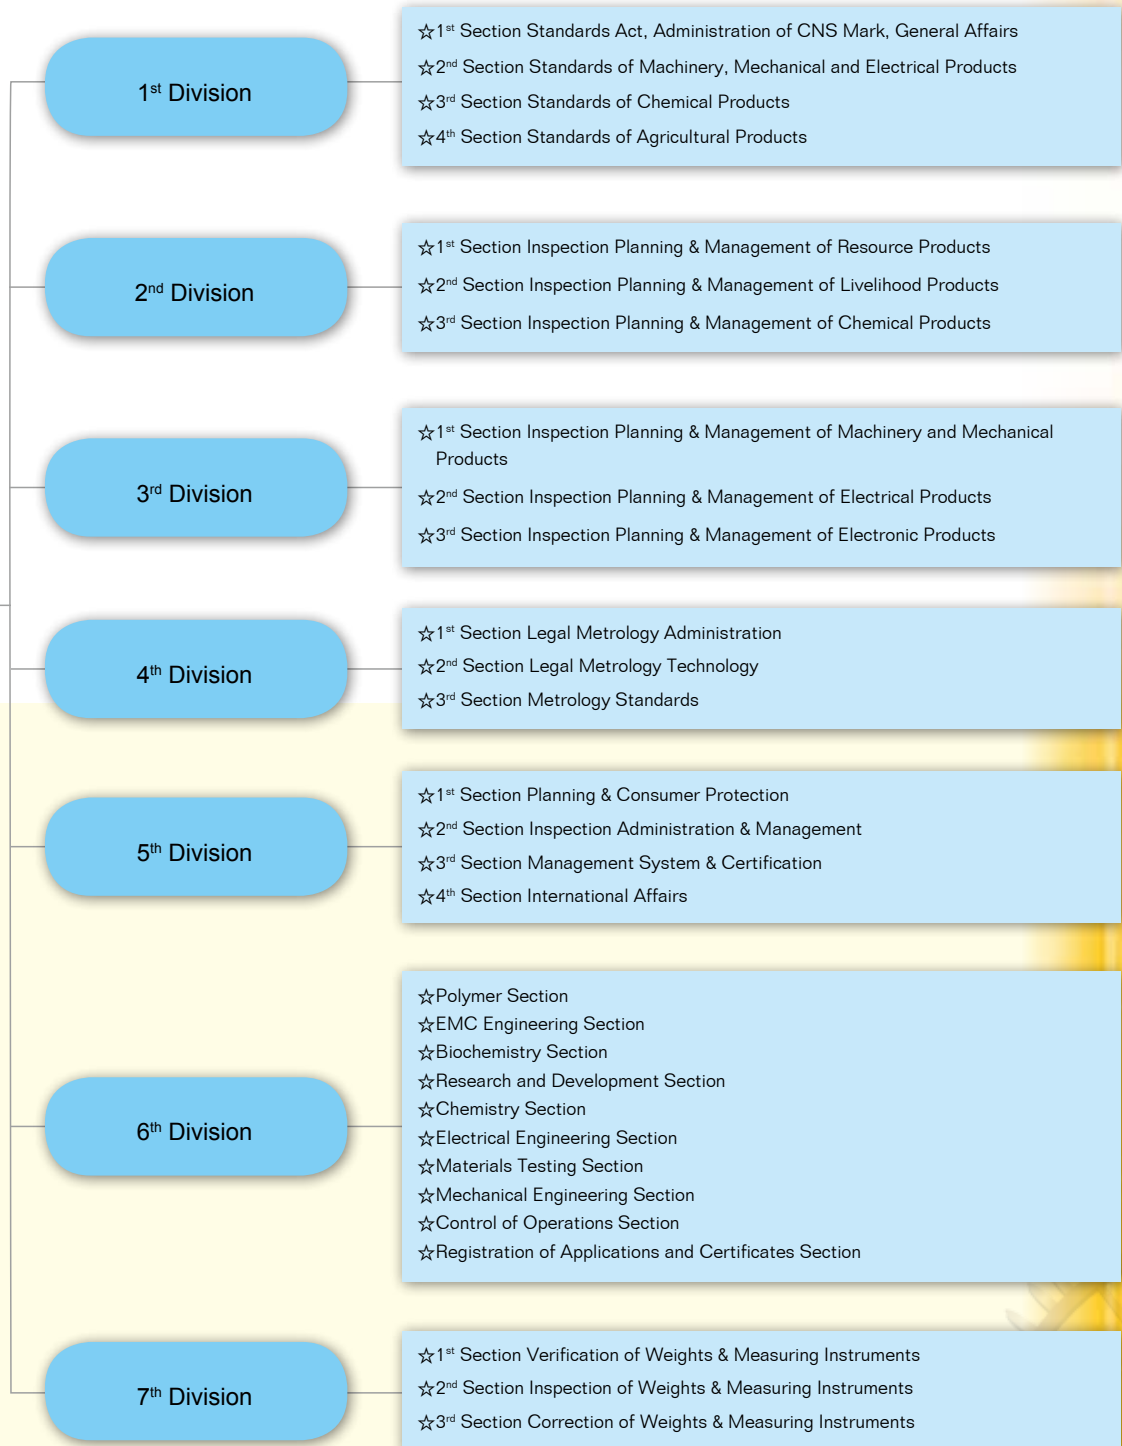 1st Division
☆1st Section Standards Act, Administration of CNS Mark, General Affairs
☆2nd Section Standards of Machinery, Mechanical and Electrical Products
☆3rd Section Standards of Chemical Products
☆4th Section Standards of Agricultural Products
2nd Division
☆1st Section Inspection Planning & Management of Resource Products
☆2nd Section Inspection Planning & Management of Livelihood Products
☆3rd Section Inspection Planning & Management of Chemical Products
3rd Division
☆1st Section Inspection Planning & Management of Machinery and Mechanical
Products
☆2nd Section Inspection Planning & Management of Electrical Products
☆3rd Section Inspection Planning & Management of Electronic Products
4th Division
☆1st Section Legal Metrology Administration
☆2nd Section Legal Metrology Technology
☆3rd Section Metrology Standards
5th Division
☆1st Section Planning & Consumer Protection
☆2nd Section Inspection Administration & Management
☆3rd Section Management System & Certification
☆4th Section International Affairs
6th Division
☆Polymer Section
☆EMC Engineering Section
☆Biochemistry Section
☆Research and Development Section
☆Chemistry Section
☆Electrical Engineering Section
☆Materials Testing Section
☆Mechanical Engineering Section
☆Control of Operations Section
☆Registration of Applications and Certificates Section
7th Division
☆1st Section Verification of Weights & Measuring Instruments
☆2nd Section Inspection of Weights & Measuring Instruments
☆3rd Section Correction of Weights & Measuring Instruments